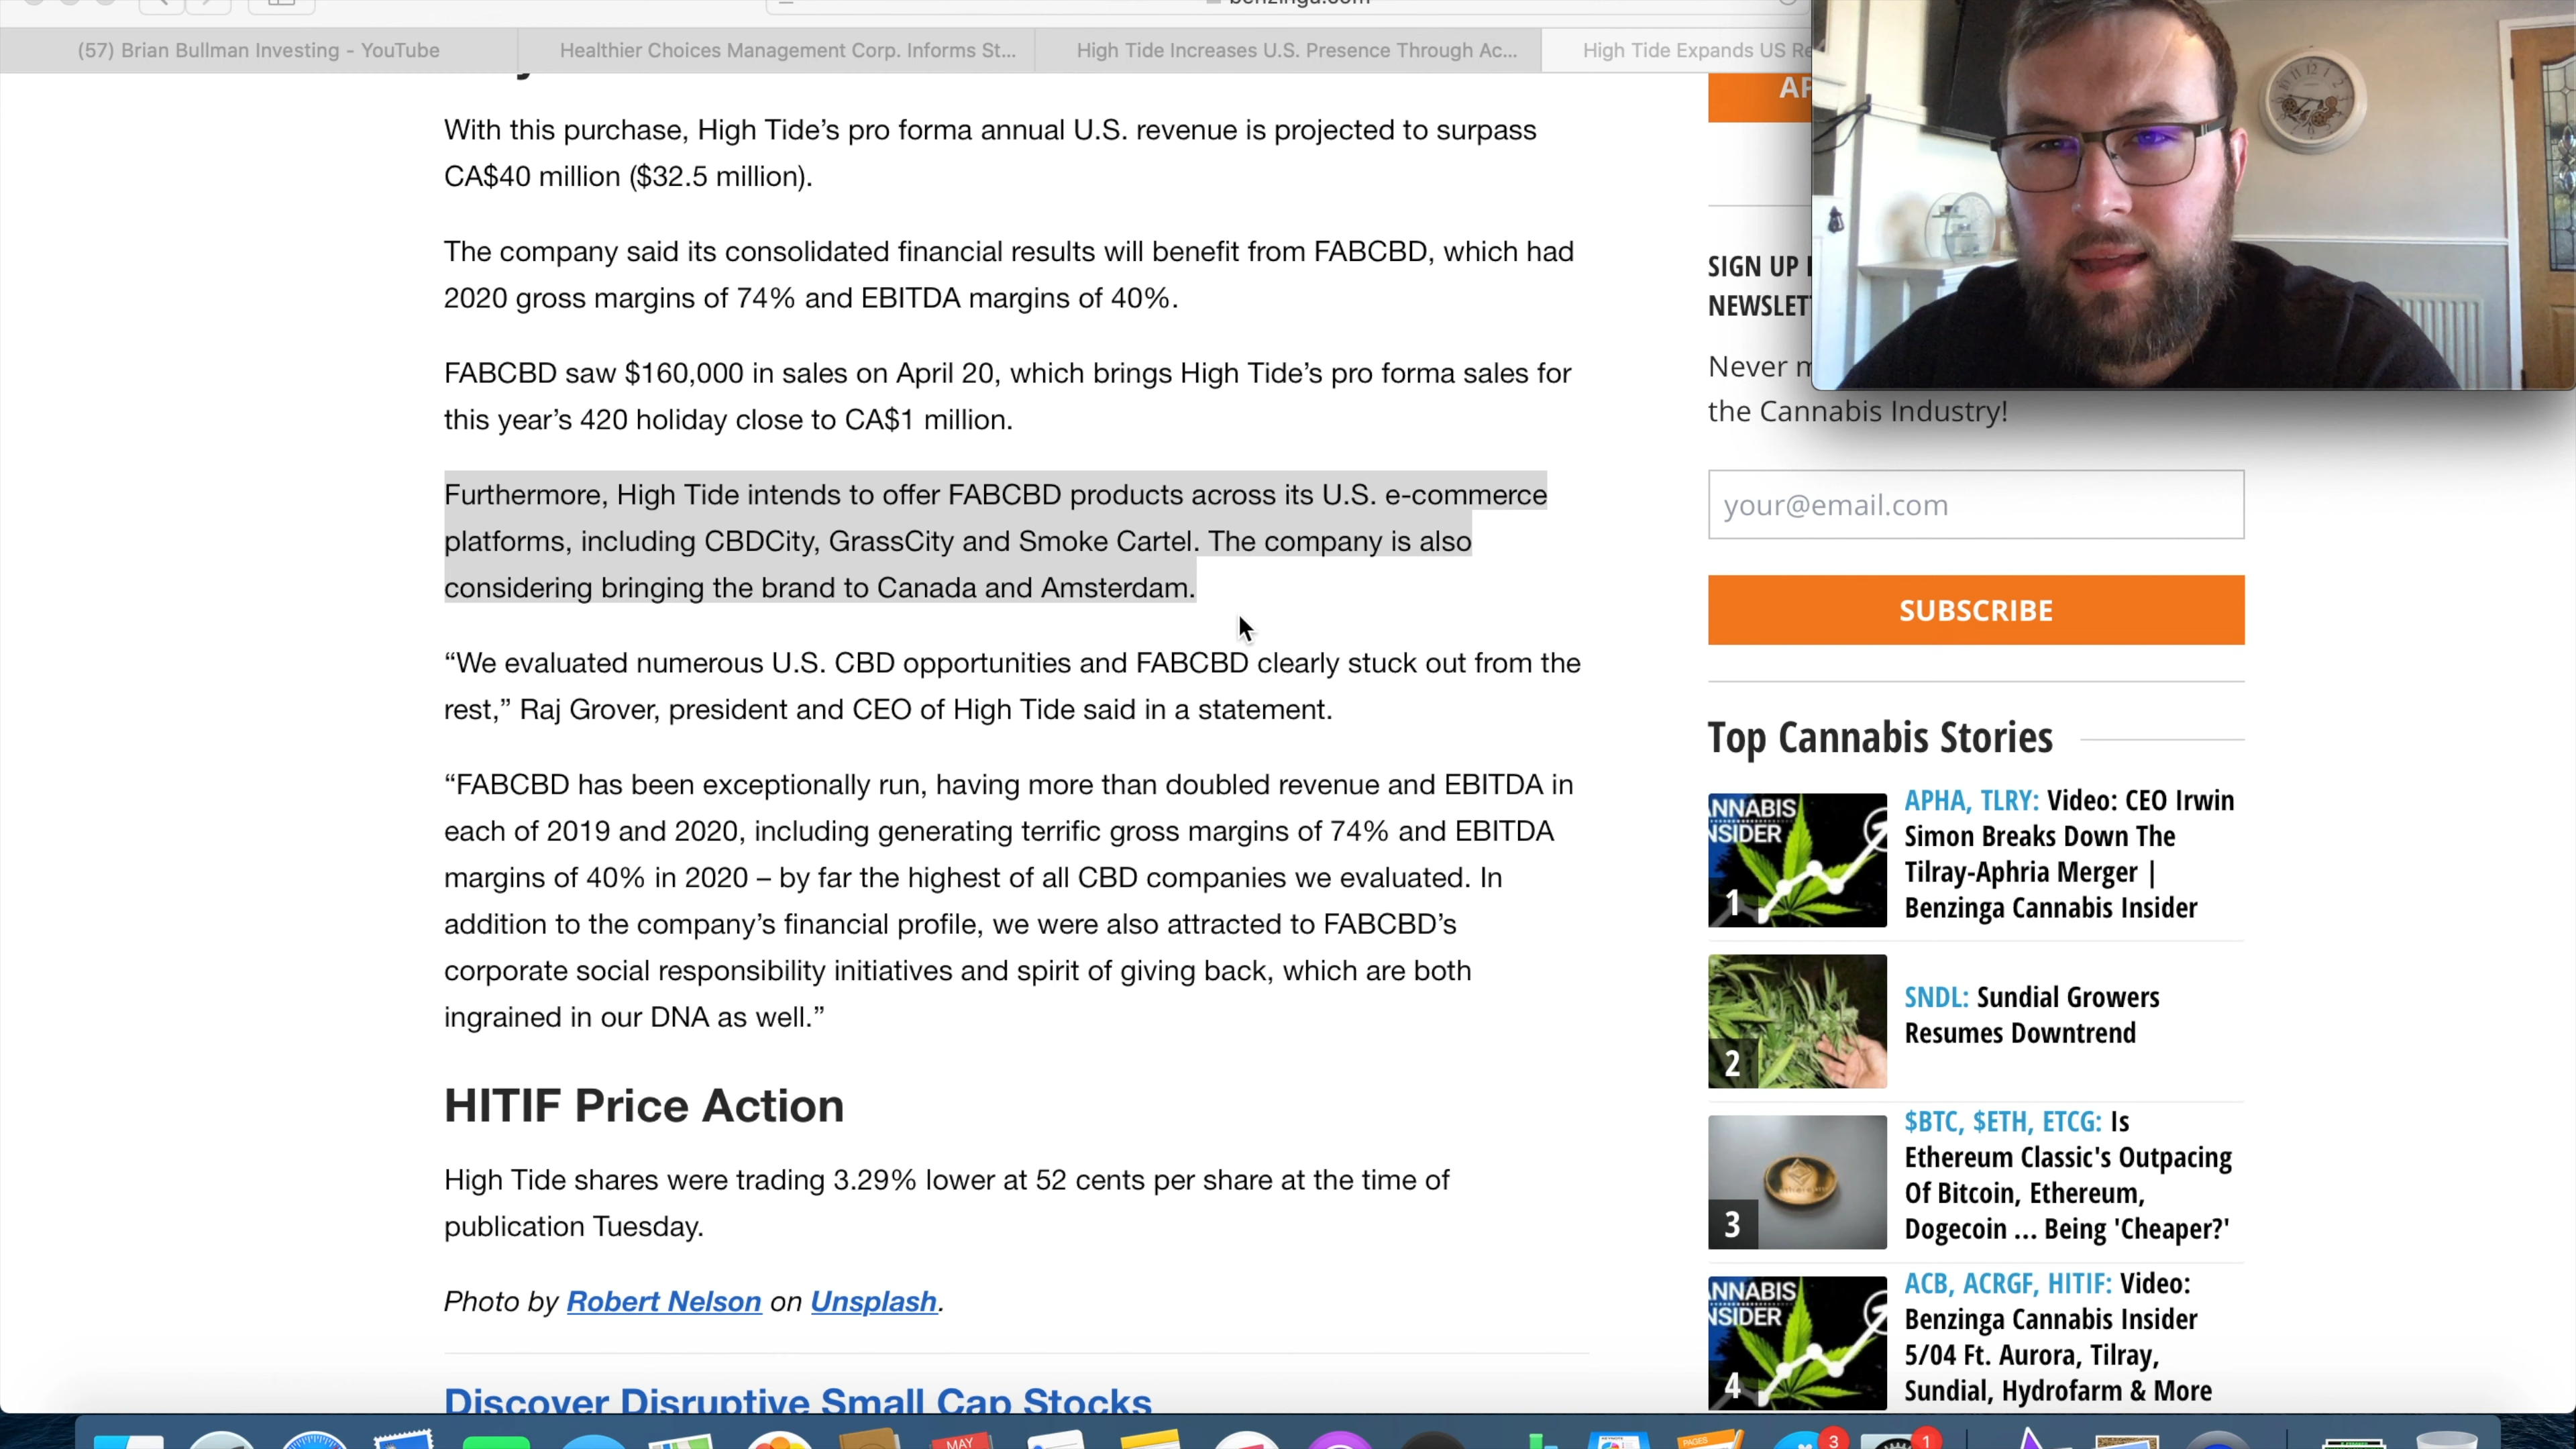 (57) Brian Bullman Investing - YouTube
Healthier Choices Management Corp. Informs St...
High Tide Increases U.S. Presence Through Ac...
High Tide Expands US Re
With this purchase, High Tide’s pro forma annual U.S. revenue is projected to surpass
CA$40 million ($32.5 million).
The company said its consolidated financial results will benefit from FABCBD, which had
2020 gross margins of 74% and EBITDA margins of 40%.
FABCBD saw $160,000 in sales on April 20, which brings High Tide’s pro forma sales for
this year’s 420 holiday close to CA$1 million.
Furthermore, High Tide intends to offer FABCBD products across its U.S. e-commerce
platforms, including CBDCity, GrassCity and Smoke Cartel. The company is also
considering bringing the brand to Canada and Amsterdam.
“We evaluated numerous U.S. CBD opportunities and FABCBD clearly stuck out from the
rest,” Raj Grover, president and CEO of High Tide said in a statement.
“FABCBD has been exceptionally run, having more than doubled revenue and EBITDA in
each of 2019 and 2020, including generating terrific gross margins of 74% and EBITDA
margins of 40% in 2020 – by far the highest of all CBD companies we evaluated. In
addition to the company’s financial profile, we were also attracted to FABCBD’s
corporate social responsibility initiatives and spirit of giving back, which are both
ingrained in our DNA as well.”
HITIF Price Action
High Tide shares were trading 3.29% lower at 52 cents per share at the time of
publication Tuesday.
Photo by Robert Nelson on Unsplash.
Discover Disruptive Small Cap Stocks
SIGN UP
NEWSLET
Never
the Cannabis Industry!
your@email.com
SUBSCRIBE
Top Cannabis Stories
NNABIS
NSIDER
1
APHA, TLRY: Video: CEO Irwin
Simon Breaks Down The
Tilray-Aphria Merger |
Benzinga Cannabis Insider
2
SNDL: Sundial Growers
Resumes Downtrend
3
$BTC, $ETH, ETCG: Is
Ethereum Classic's Outpacing
Of Bitcoin, Ethereum,
Dogecoin ... Being 'Cheaper?'
NNABIS
NSIDER
4
ACB, ACRGF, HITIF: Video:
Benzinga Cannabis Insider
5/04 Ft. Aurora, Tilray,
Sundial, Hydrofarm & More
MAY
PAGES
3
1